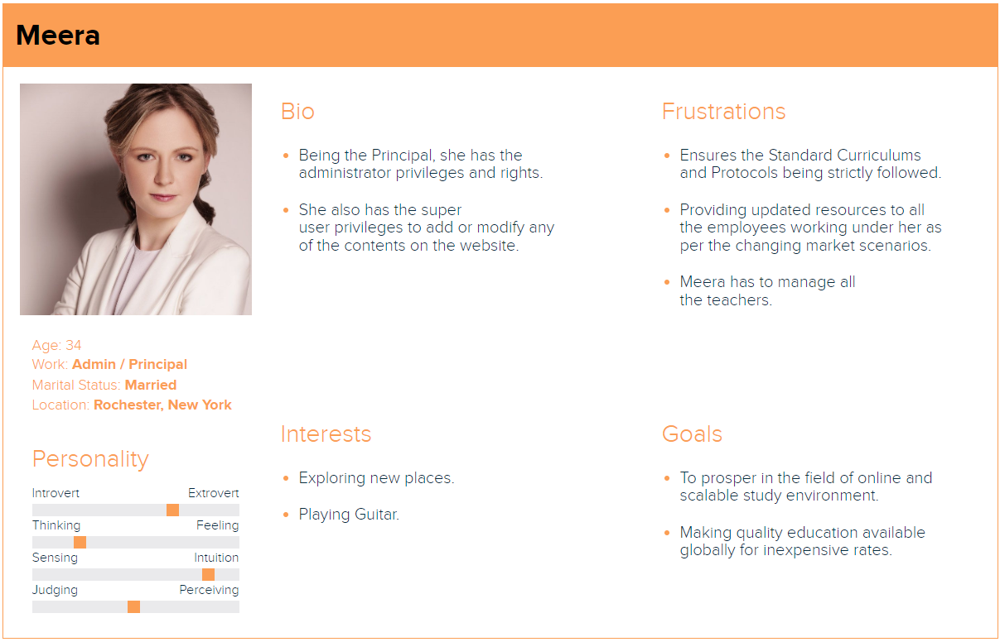 Meera
Age: 34
Work: Admin / Principal
Marital Status: Married
Location: Rochester, New York
Personality
Introvert Extrovert
Thinking Feeling
Sensing Intuition
Judging Perceiving
Bio
Being the Principal, she has the
administrator privileges and rights.
She also has the super
user privileges to add or modify any
of the contents on the website.
Frustrations
Ensures the Standard Curriculums
and Protocols being strictly followed.
Providing updated resources to all
the employees working under her as
per the changing market scenarios.
Meera has to manage all
the teachers.
Interests
Exploring new places.
Playing Guitar.
Goals
To prosper in the field of online and
scalable study environment.
Making quality education available
globally for inexpensive rates.